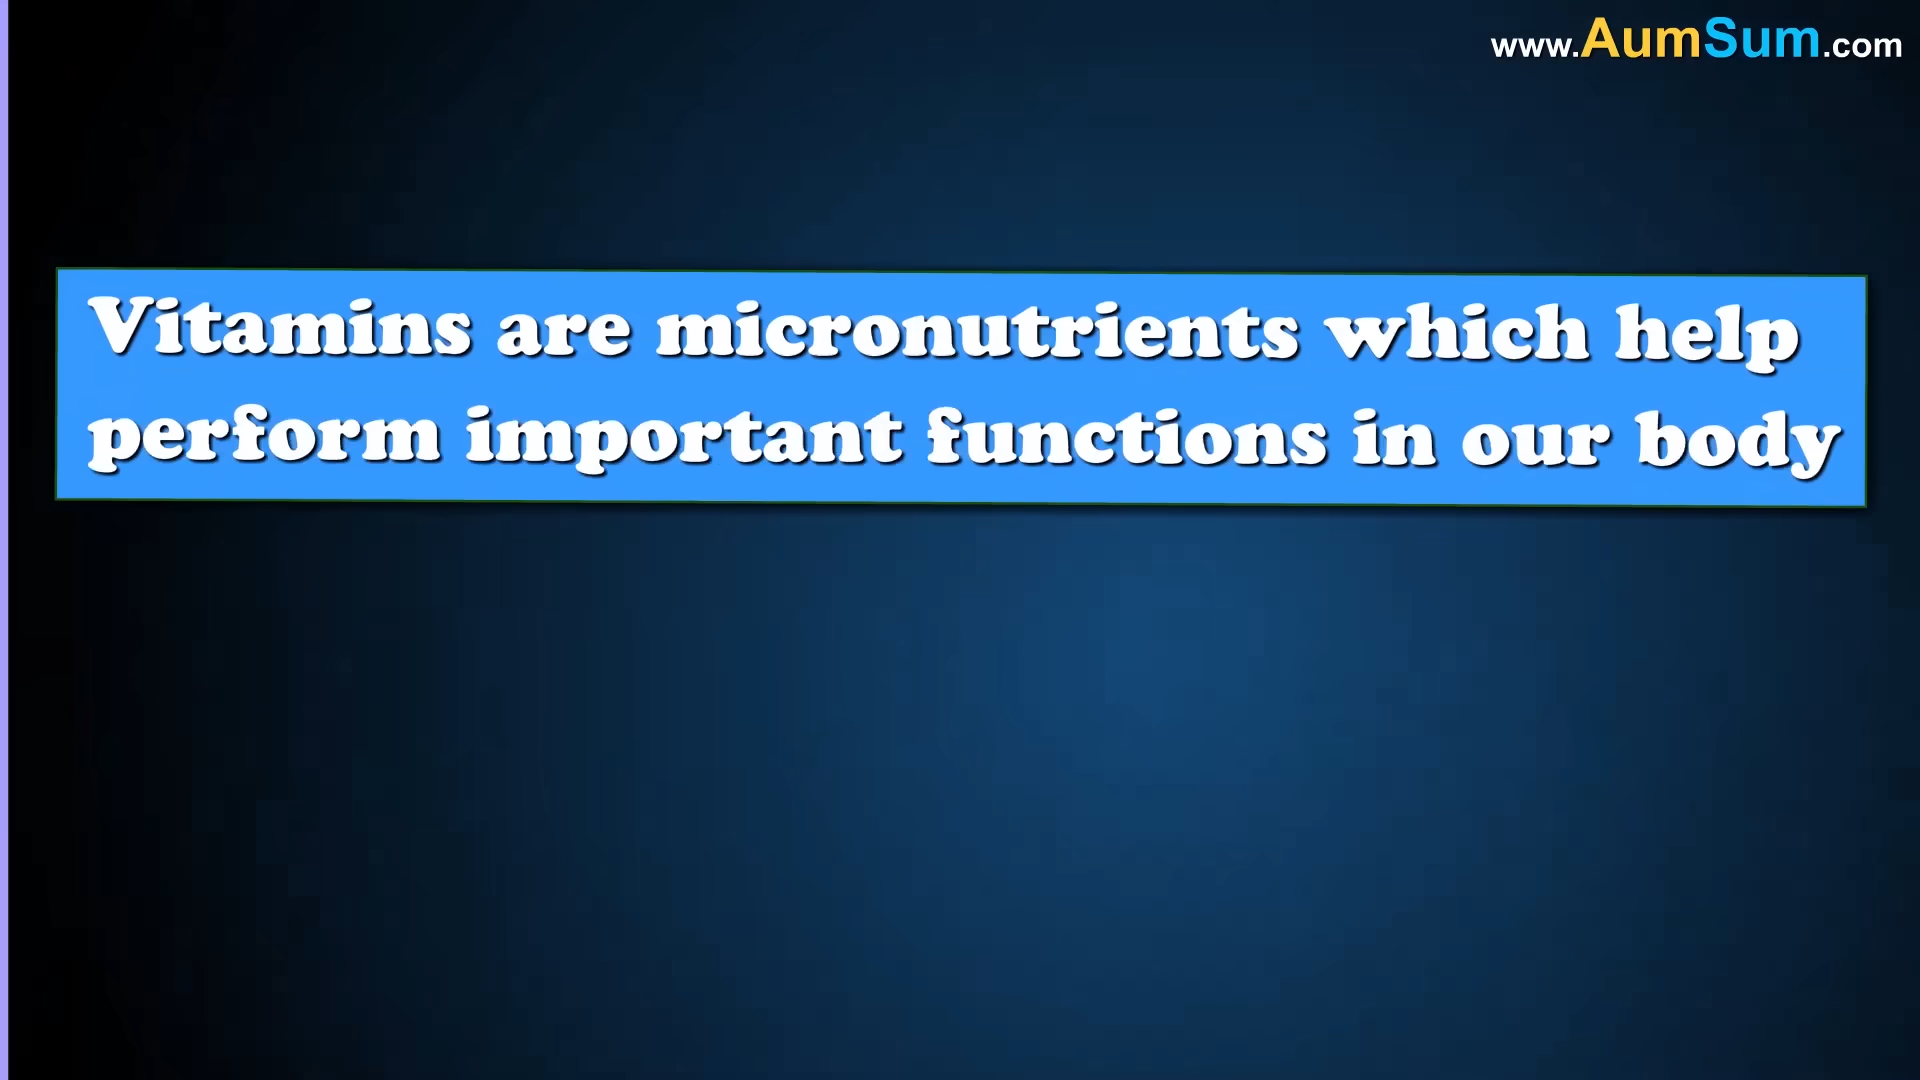 www.AumSum.com
Vitamins are micronutrients which help
perform important functions in our body